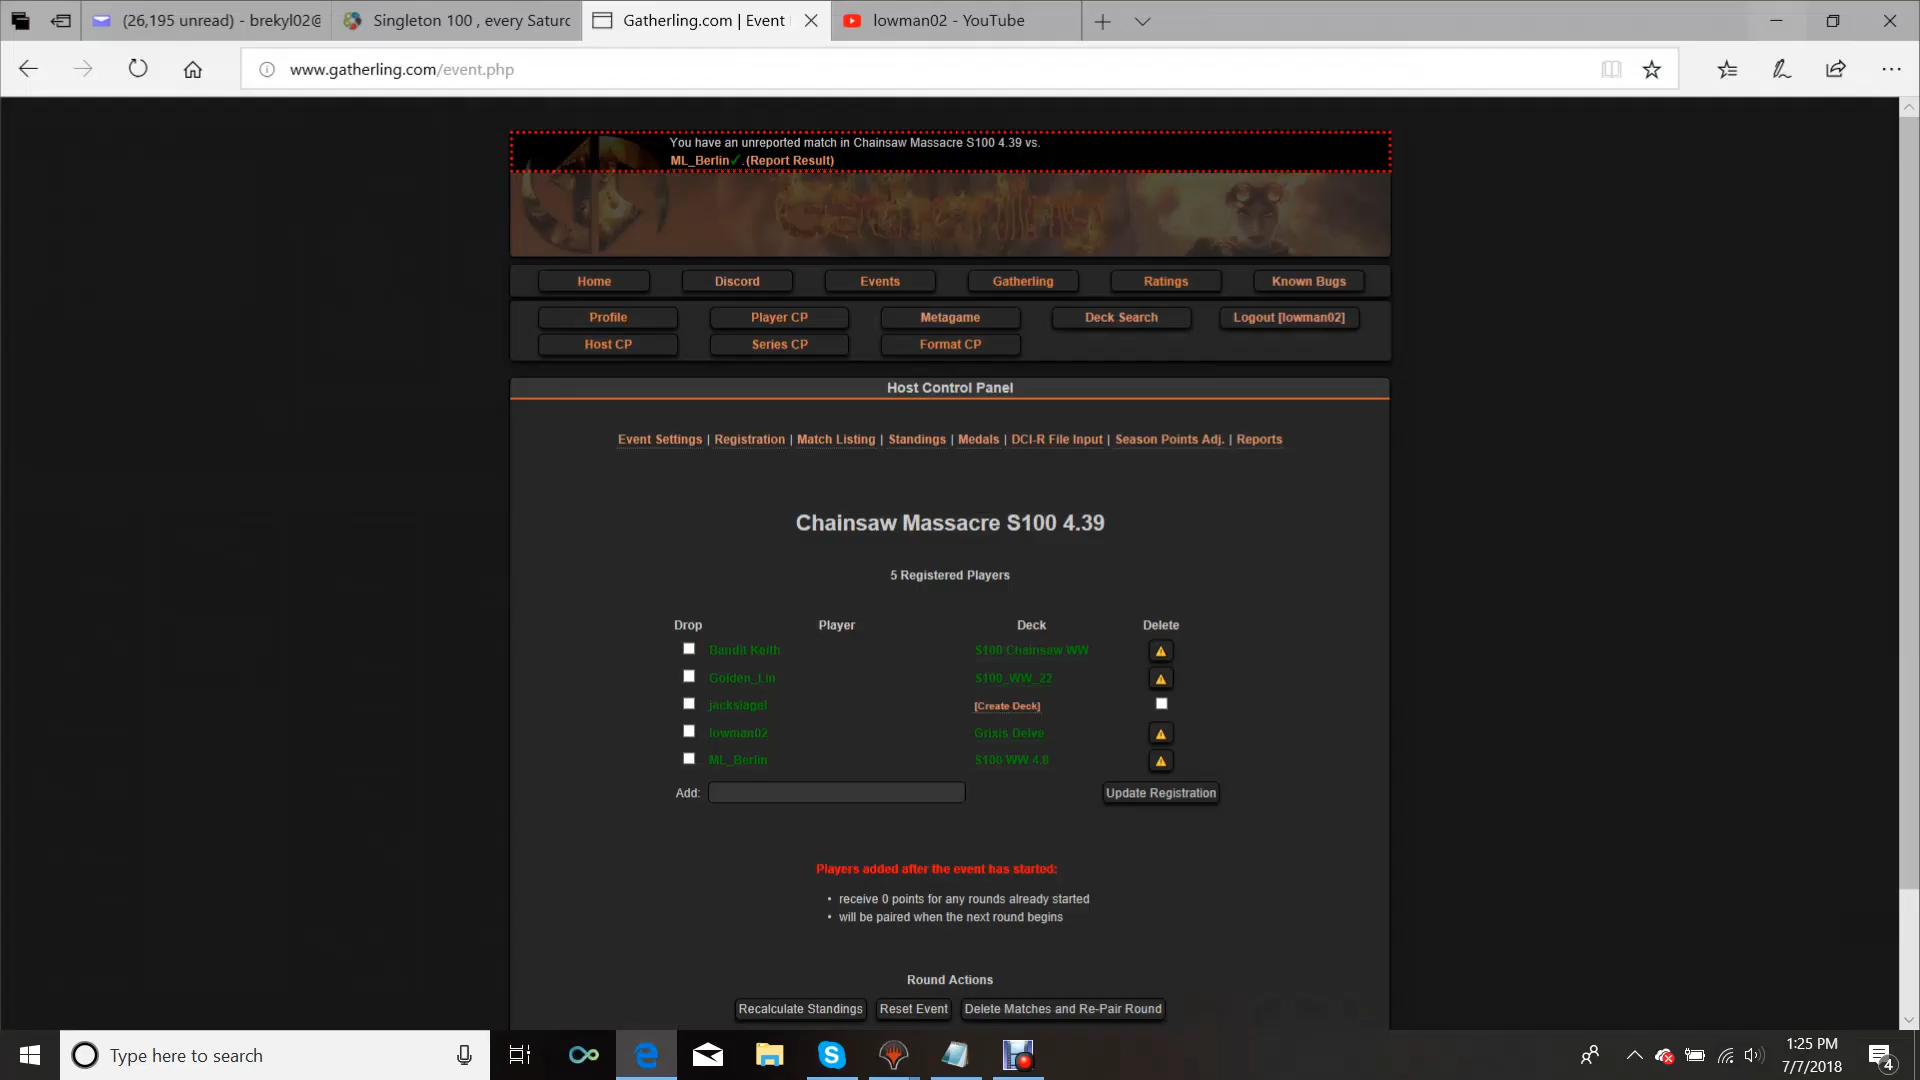 (26,195 unread) - brekyl02@
Singleton 100 , every Saturc
Gatherling.com | Event
lowman02 - YouTube
www.gatherling.com/event.php
You have an unreported match in Chainsaw Massacre S100 4.39 vs.
ML_Berlin✓.(Report Result)
Gatherling
Home Discord Events Gatherling Ratings Known Bugs
Profile Player CP Metagame Deck Search Logout [lowman02]
Host CP Series CP Format CP
Host Control Panel
Event Settings | Registration | Match Listing | Standings | Medals | DCI-R File Input | Season Points Adj. | Reports
Chainsaw Massacre S100 4.39
5 Registered Players
Drop Player Deck Delete
Bandit Keith S100 Chainsaw WW
Golden_Lin S100_WW_22
jackslagel [Create Deck]
lowman02 Grixis Delve
ML_Berlin S100 WW 4.8
Add: Update Registration
Players added after the event has started:
• receive 0 points for any rounds already started
• will be paired when the next round begins
Round Actions
Recalculate Standings Reset Event Delete Matches and Re-Pair Round
Type here to search
1:25 PM
7/7/2018
4